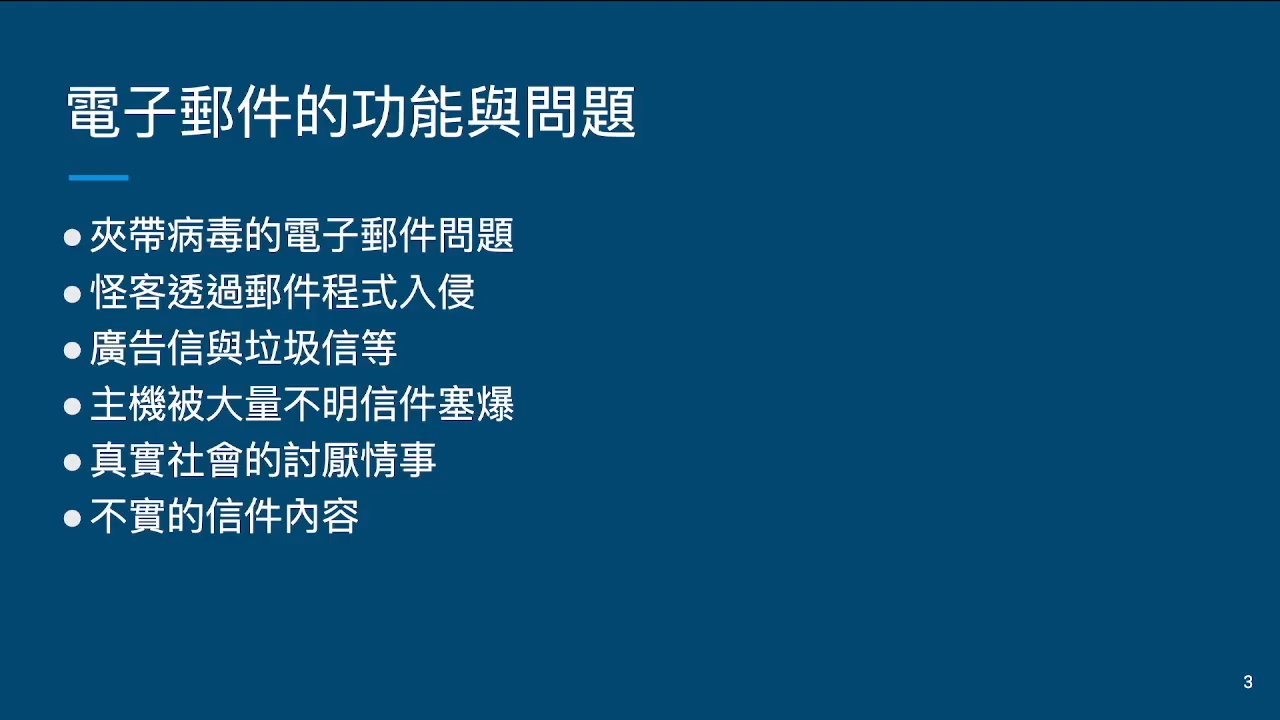 電子郵件的功能與問題
●夾帶病毒的電子郵件問題
●怪客透過郵件程式入侵
●廣告信與垃圾信等
●主機被大量不明信件塞爆
●真實社會的討厭情事
●不實的信件內容
3